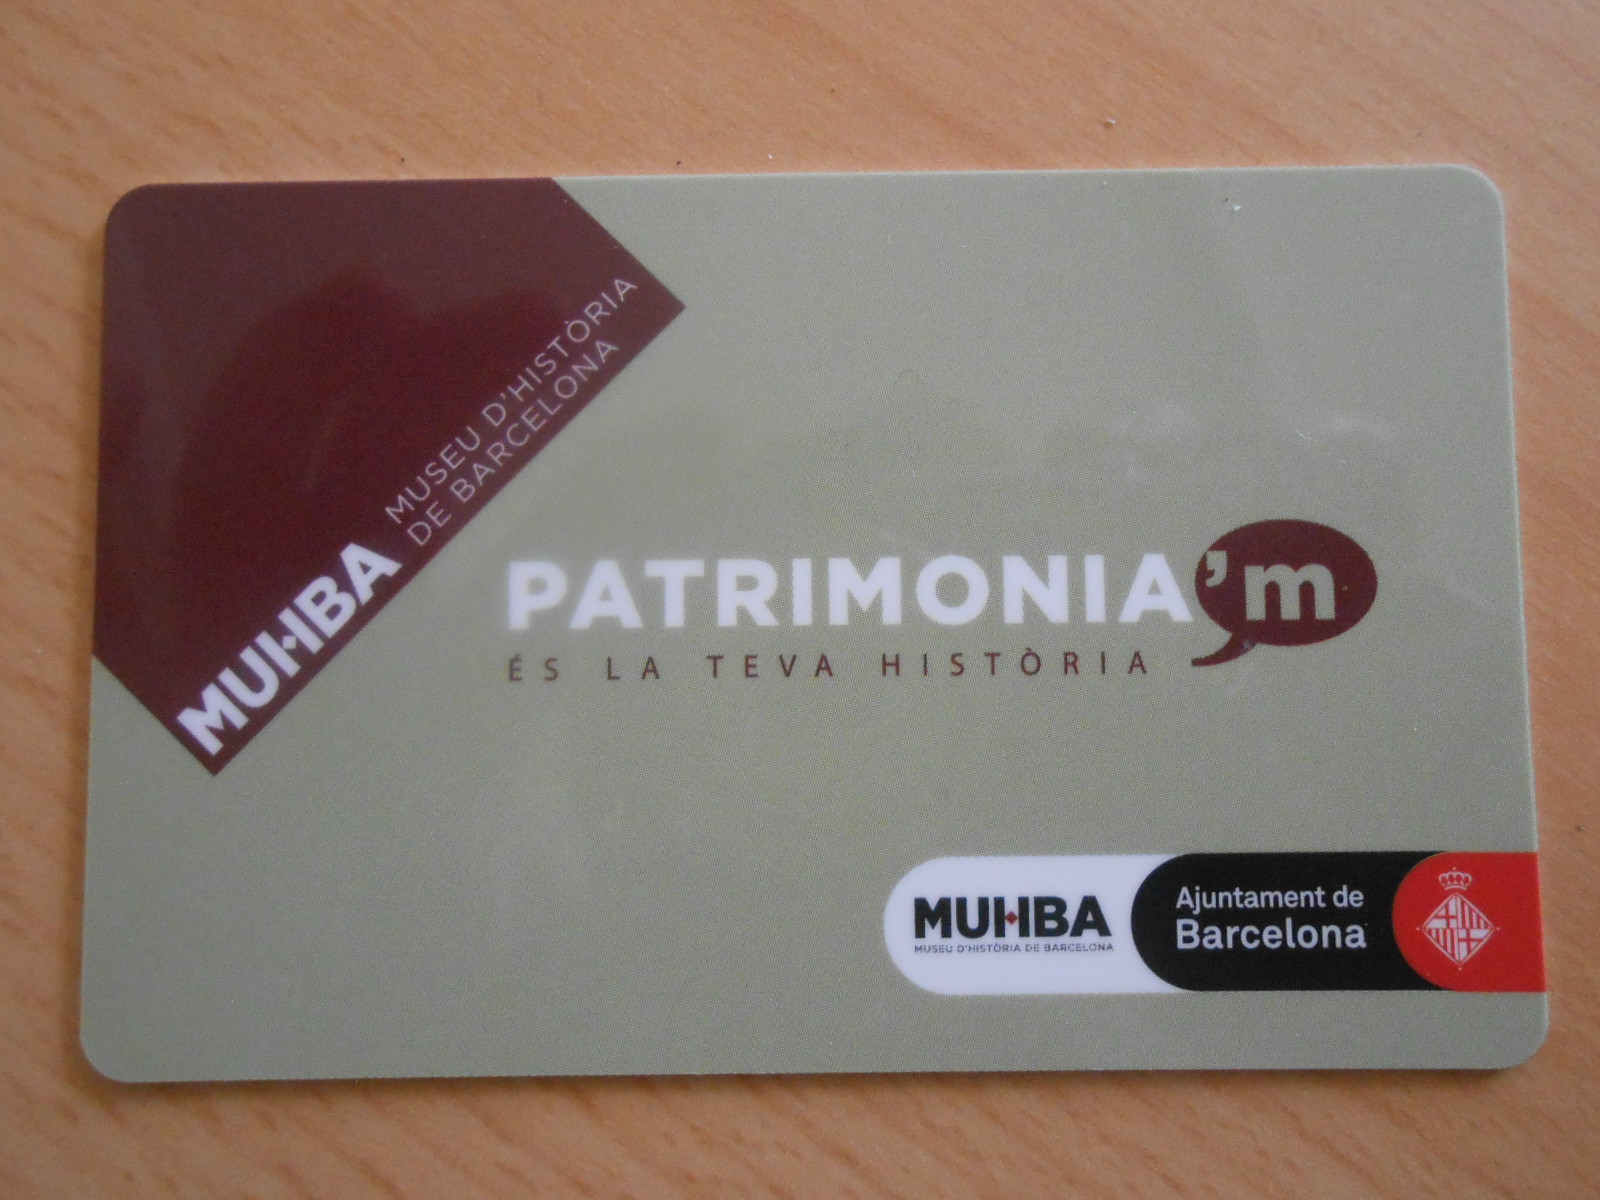 MUHBA
MUSEU D'HISTÒRIA
DE BARCELONA
PATRIMONIA'm
ÉS LA TEVA HISTÒRIA
MUHBA
MUSEU D'HISTÒRIA DE BARCELONA
Ajuntament de
Barcelona